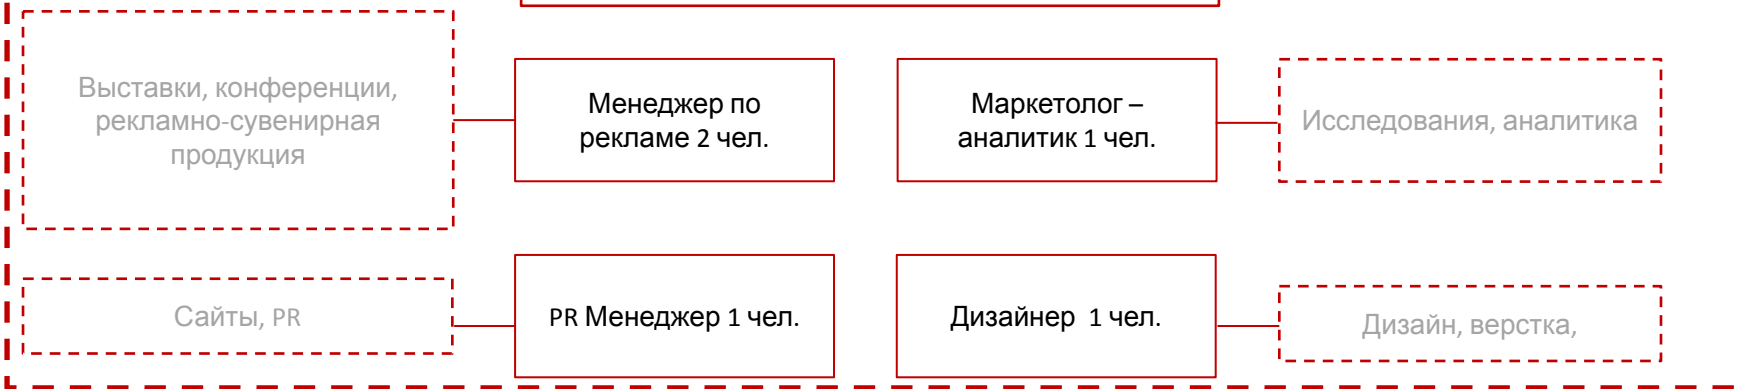 Выставки, конференции,
рекламно-сувенирная
продукция
Менеджер по
рекламе 2 чел.
Маркетолог –
аналитик 1 чел.
Исследования, аналитика
Сайты, PR
PR Менеджер 1 чел.
Дизайнер 1 чел.
Дизайн, верстка,